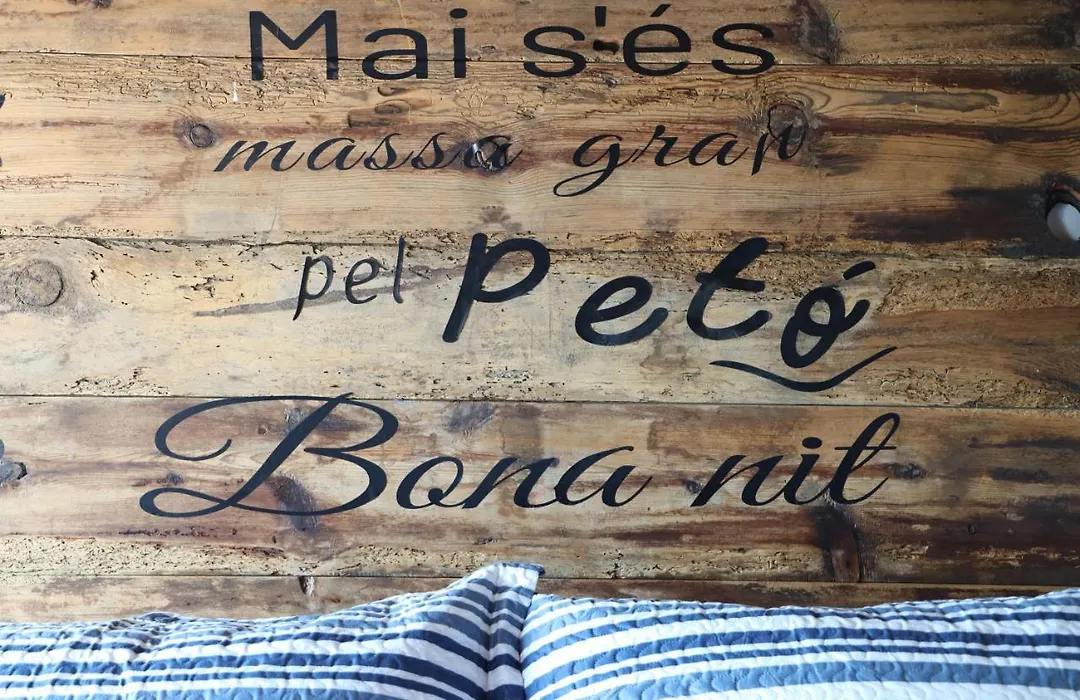 Mai s'és
massa gran
pel Petó
Bona nit